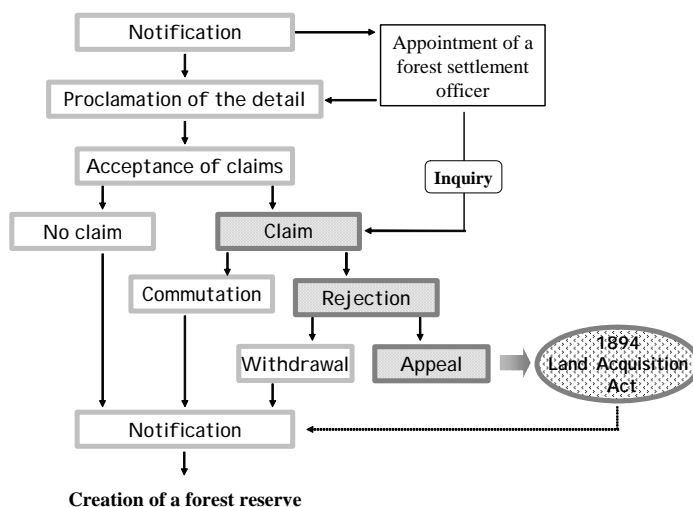 Notification
Appointment of a
forest settlement
officer
Proclamation of the detail
Acceptance of claims
Inquiry
No claim
Claim
Commutation
Rejection
Withdrawal
Appeal
1894
Land Acquisition
Act
Notification
Creation of a forest reserve